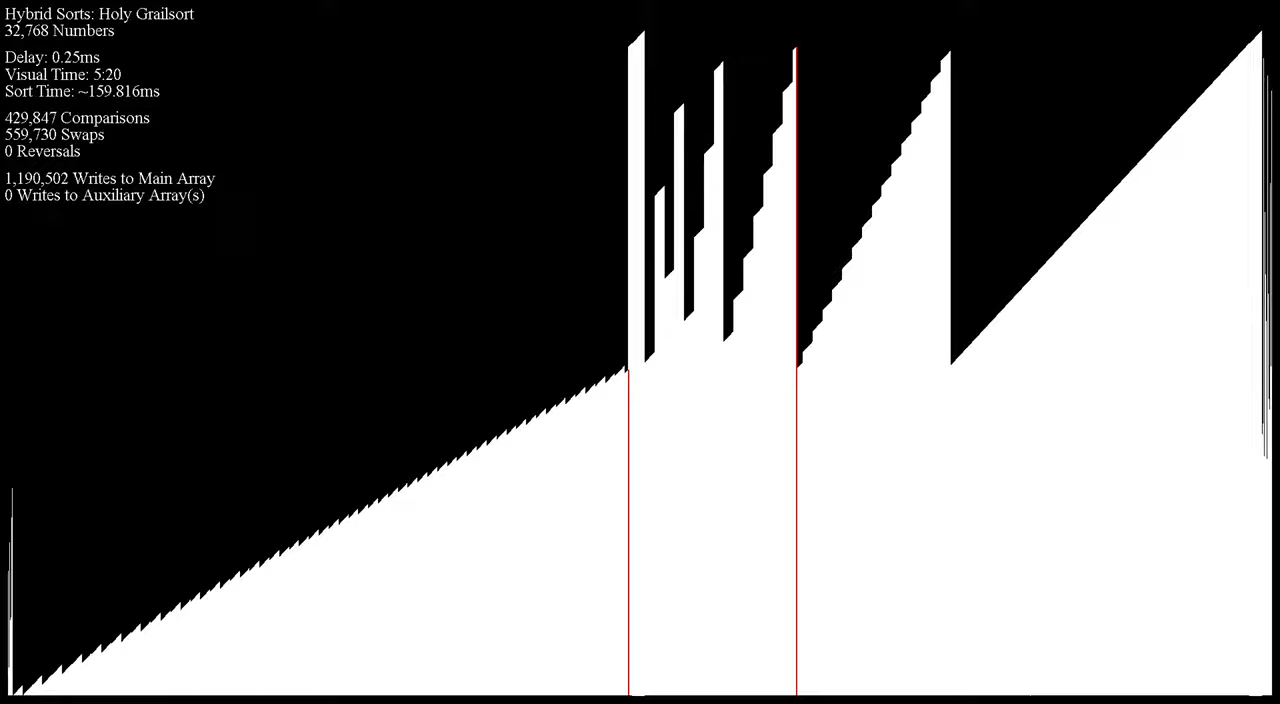 Hybrid Sorts: Holy Grailsort
32,768 Numbers
Delay: 0.25ms
Visual Time: 5:20
Sort Time: ~159.816ms
429,847 Comparisons
559,730 Swaps
0 Reversals
1,190,502 Writes to Main Array
0 Writes to Auxiliary Array(s)